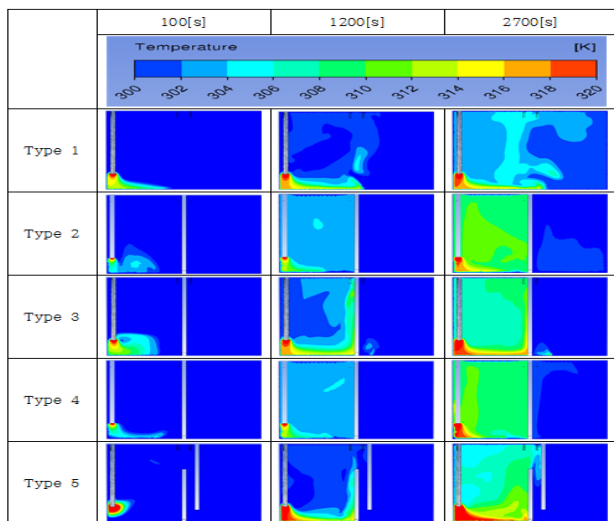 100[s] 1200[s] 2700[s]
Temperature [K]
300 302 304 306 308 310 312 314 316 318 320
Type 1
Type 2
Type 3
Type 4
Type 5